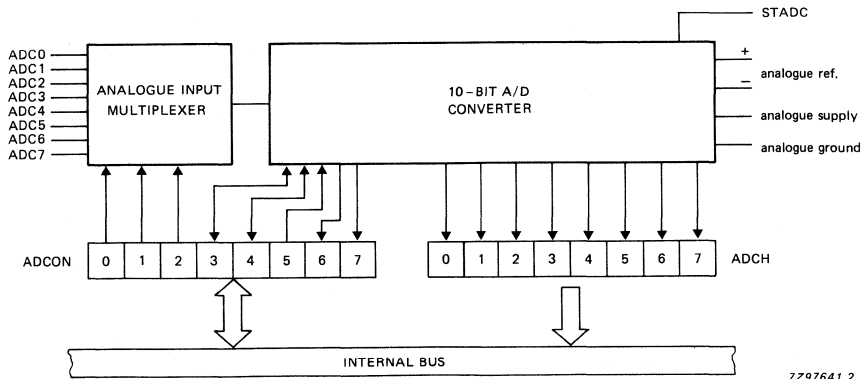 STADC
ADC0
ADC1
ADC2
ADC3
ADC4
ADC5
ADC6
ADC7
ANALOGUE INPUT
MULTIPLEXER
10-BIT A/D
CONVERTER
+
analogue ref.
−
analogue supply
analogue ground
ADCON
0 1 2 3 4 5 6 7
0 1 2 3 4 5 6 7
ADCH
INTERNAL BUS
7Z97641.2